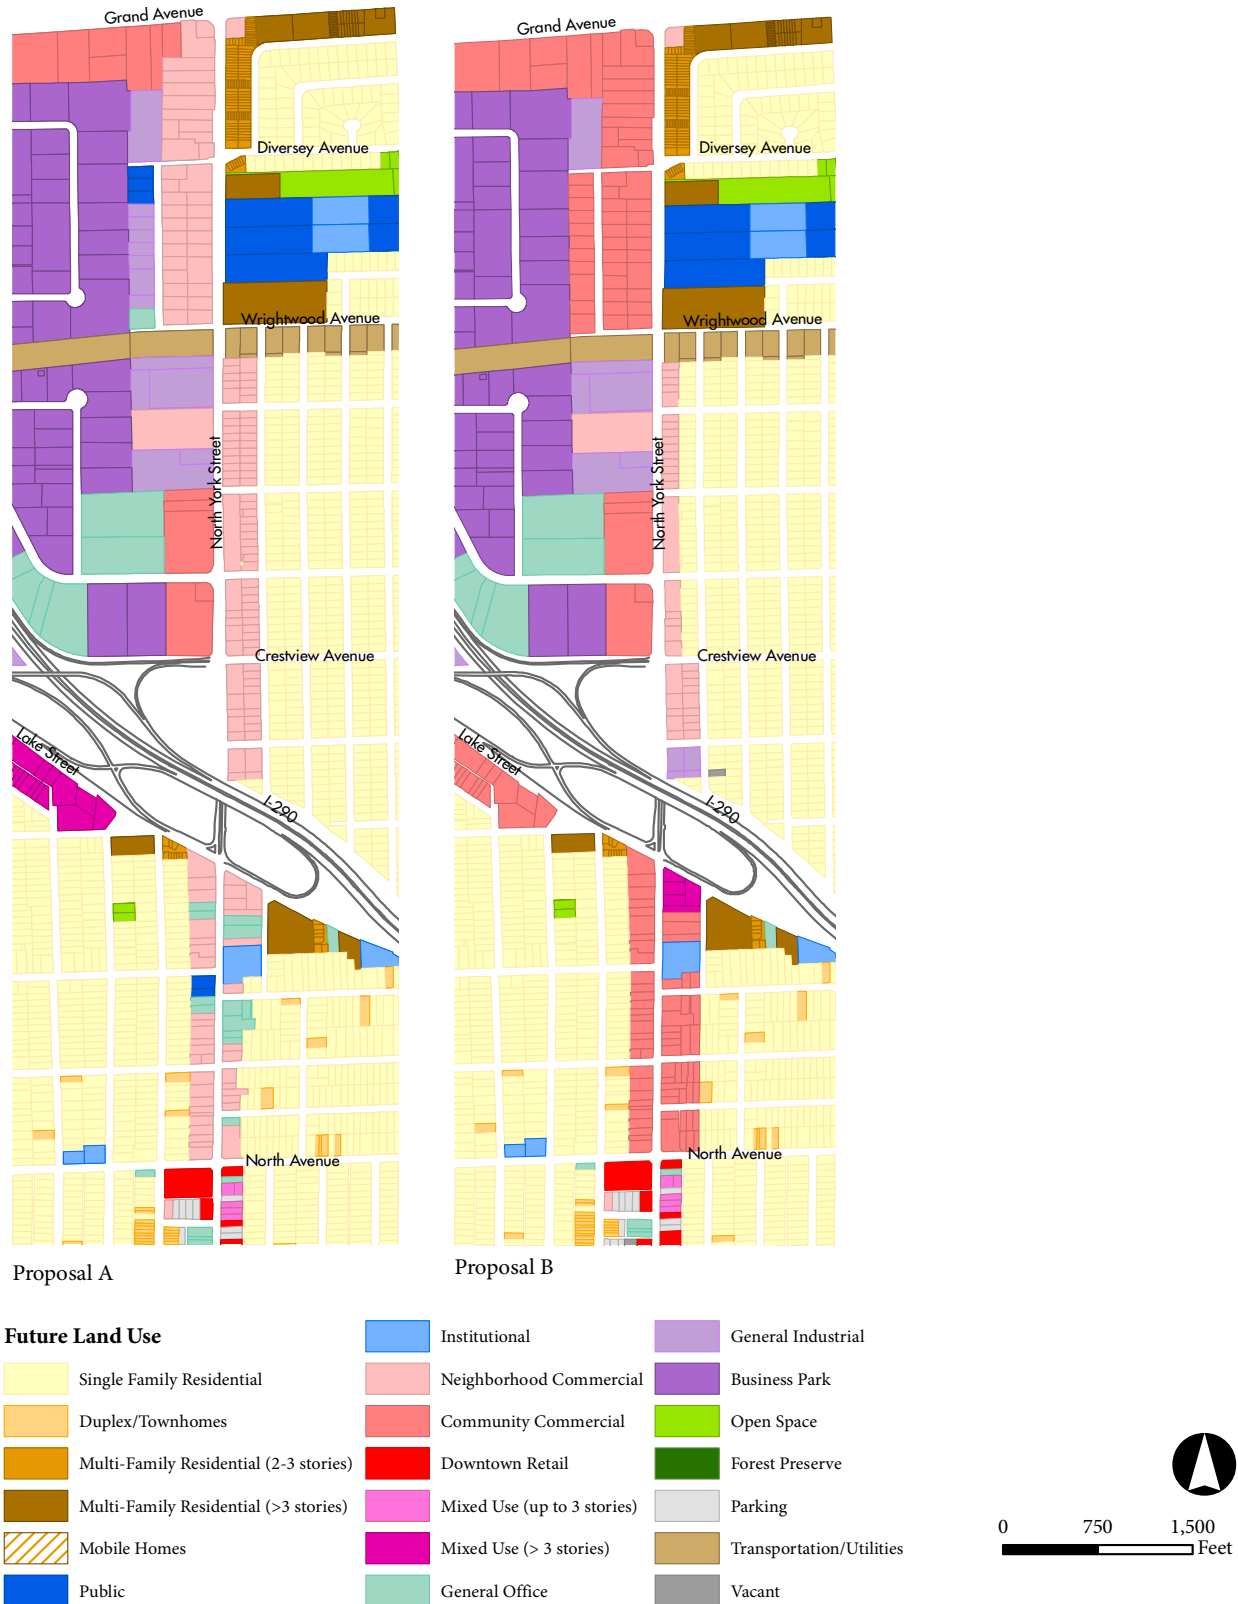 Grand Avenue
Diversey Avenue
Wrightwood Avenue
North York Street
Crestview Avenue
Lake Street
I-290
North Avenue
Proposal A
Grand Avenue
Diversey Avenue
Wrightwood Avenue
North York Street
Crestview Avenue
Lake Street
I-290
North Avenue
Proposal B
Future Land Use
Single Family Residential
Duplex/Townhomes
Multi-Family Residential (2-3 stories)
Multi-Family Residential (>3 stories)
Mobile Homes
Public
Institutional
Neighborhood Commercial
Community Commercial
Downtown Retail
Mixed Use (up to 3 stories)
Mixed Use (> 3 stories)
General Office
General Industrial
Business Park
Open Space
Forest Preserve
Parking
Transportation/Utilities
Vacant
0 750 1,500
Feet